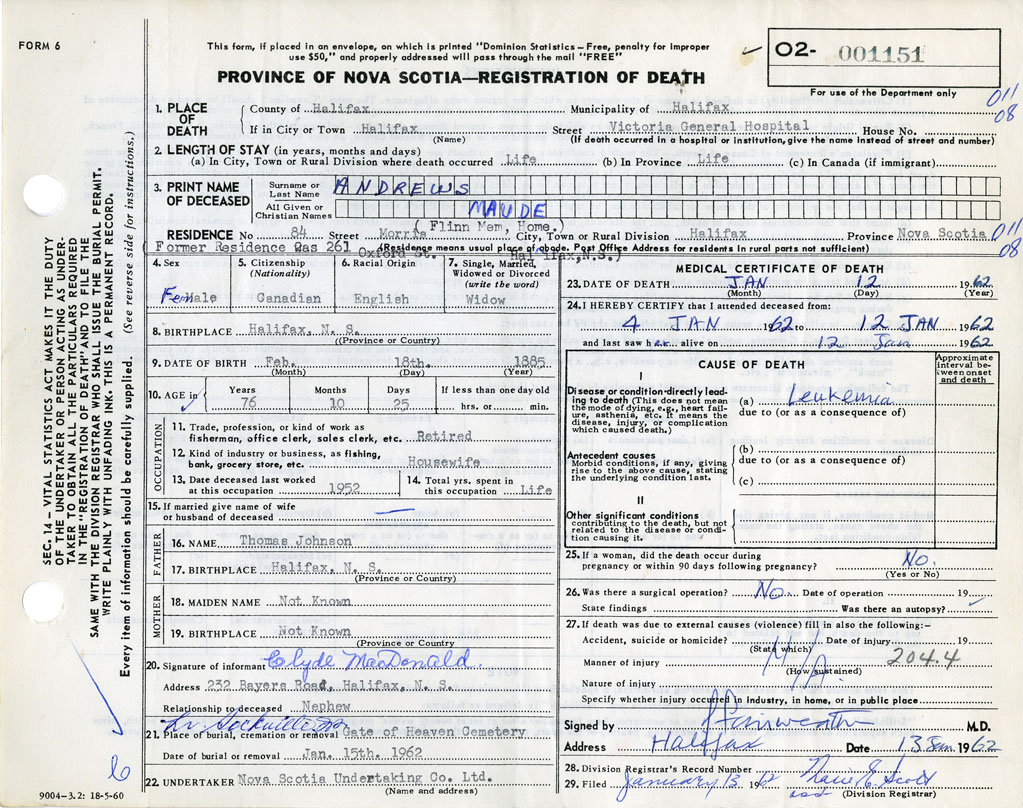 FORM 6
This form, if placed in an envelope, on which is printed "Dominion Statistics – Free, penalty for improper
use $50," and properly addressed will pass through the mail "FREE"
PROVINCE OF NOVA SCOTIA—REGISTRATION OF DEATH
02- 001151
For use of the Department only
011
08
SEC. 14 – VITAL STATISTICS ACT MAKES IT THE DUTY
OF THE UNDERTAKER OR PERSON ACTING AS UNDER-
TAKER TO OBTAIN ALL THE PARTICULARS REQUIRED
IN THE "REGISTRATION OF DEATH" AND TO FILE THE
SAME WITH THE DIVISION REGISTRAR WHO SHALL ISSUE THE BURIAL PERMIT.
WRITE PLAINLY WITH UNFADING INK. THIS IS A PERMANENT RECORD.
Every item of information should be carefully supplied. (See reverse side for instructions.)
1. PLACE OF DEATH
County of Halifax Municipality of Halifax
If in City or Town Halifax Street Victoria General Hospital House No.
(Name) (If death occurred in a hospital or institution, give the name instead of street and number)
2. LENGTH OF STAY (in years, months and days)
(a) In City, Town or Rural Division where death occurred Life (b) In Province Life (c) In Canada (if immigrant)
3. PRINT NAME OF DECEASED
Surname or Last Name ANDREWS
All Given or Christian Names MAUDE
( Flinn Mem, Home.)
RESIDENCE No. 84 Street Morris City, Town or Rural Division Halifax Province Nova Scotia
011
08
( Former Residence Was 261 Oxford St. Halifax, N.S.)
(Residence means usual place of abode. Post Office Address for residents in rural parts not sufficient)
4. Sex Female
5. Citizenship (Nationality) Canadian
6. Racial Origin English
7. Single, Married, Widowed or Divorced (write the word) Widow
8. BIRTHPLACE Halifax, N. S.
(Province or Country)
9. DATE OF BIRTH Feb. 18th. 1885
(Month) (Day) (Year)
10. AGE in Years 76 Months 10 Days 25 If less than one day old hrs. or min.
OCCUPATION
11. Trade, profession, or kind of work as
fisherman, office clerk, sales clerk, etc. Retired
12. Kind of industry or business, as fishing,
bank, grocery store, etc. Housewife
13. Date deceased last worked at this occupation 1952
14. Total yrs. spent in this occupation Life
15. If married give name of wife
or husband of deceased —
FATHER
16. NAME Thomas Johnson
17. BIRTHPLACE Halifax, N. S.
(Province or Country)
MOTHER
18. MAIDEN NAME Not Known
19. BIRTHPLACE Not Known
(Province or Country)
20. Signature of informant Clyde MacDonald.
Address 232 Bayers Road, Halifax, N. S.
Relationship to deceased Nephew
21. Place of burial, cremation or removal Gate of Heaven Cemetery
Date of burial or removal Jan. 15th. 1962
22. UNDERTAKER Nova Scotia Undertaking Co. Ltd.
(Name and address)
9004–3.2: 18-5-60
MEDICAL CERTIFICATE OF DEATH
23. DATE OF DEATH JAN 12 1962
(Month) (Day) (Year)
24. I HEREBY CERTIFY that I attended deceased from:
4 JAN 1962 to 12 JAN 1962
and last saw h er alive on 12 Jan 1962
CAUSE OF DEATH
Approximate interval between onset and death
I
Disease or condition directly leading to death (This does not mean the mode of dying, e.g., heart failure, asthenia, etc. It means the disease, injury, or complication which caused death.)
(a) Leukemia
due to (or as a consequence of)
Antecedent causes
Morbid conditions, if any, giving rise to the above cause, stating the underlying condition last.
(b)
due to (or as a consequence of)
(c)
II
Other significant conditions
contributing to the death, but not related to the disease or condition causing it.
25. If a woman, did the death occur during
pregnancy or within 90 days following pregnancy? No.
(Yes or No)
26. Was there a surgical operation? No. Date of operation 19
State findings Was there an autopsy?
27. If death was due to external causes (violence) fill in also the following:–
Accident, suicide or homicide? Date of injury 19
(State which)
Manner of injury N/A 204.4
(How sustained)
Nature of injury
Specify whether injury occurred in industry, in home, or in public place
Signed by M.D.
Address Halifax Date 13 Jan 1962
28. Division Registrar's Record Number
29. Filed January 13 1962 Scott
(Division Registrar)